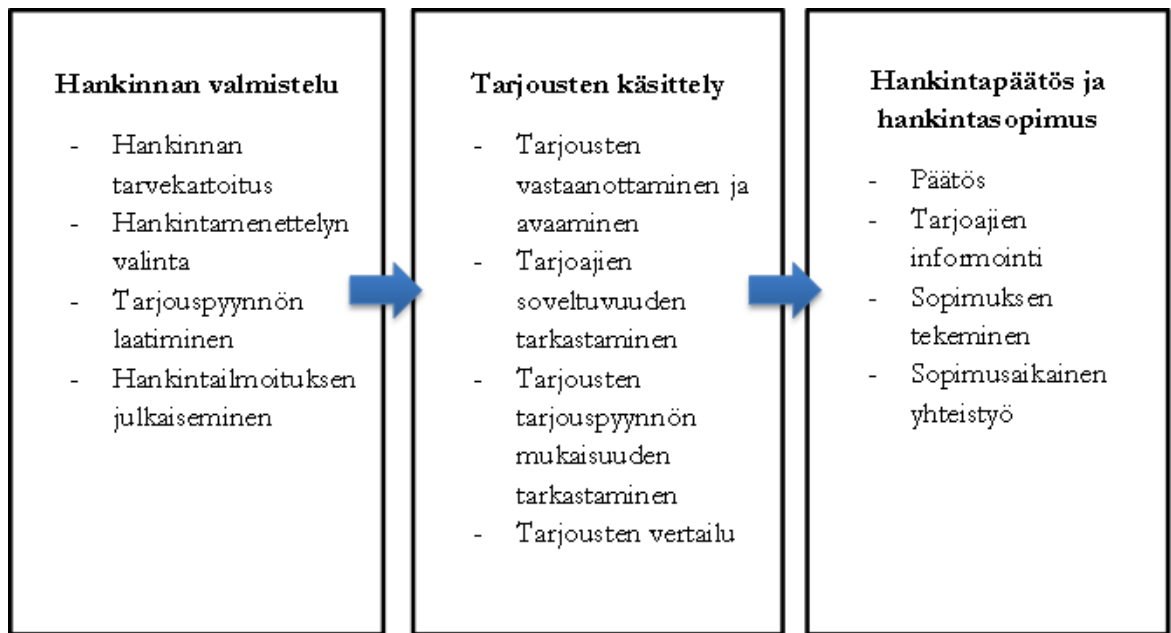 Hankinnan valmistelu
- Hankinnan
tarvekartoitus
- Hankintamenettelyn
valinta
- Tarjouspyynnön
laatiminen
- Hankintailmoituksen
julkaiseminen
Tarjousten käsittely
- Tarjousten
vastaanottaminen ja
avaaminen
- Tarjoajien
soveltuvuuden
tarkastaminen
- Tarjousten
tarjouspyynnön
mukaisuuden
tarkastaminen
- Tarjousten vertailu
Hankintapäätös ja
hankintasopimus
- Päätös
- Tarjoajien
informointi
- Sopimuksen
tekeminen
- Sopimusaikainen
yhteistyö